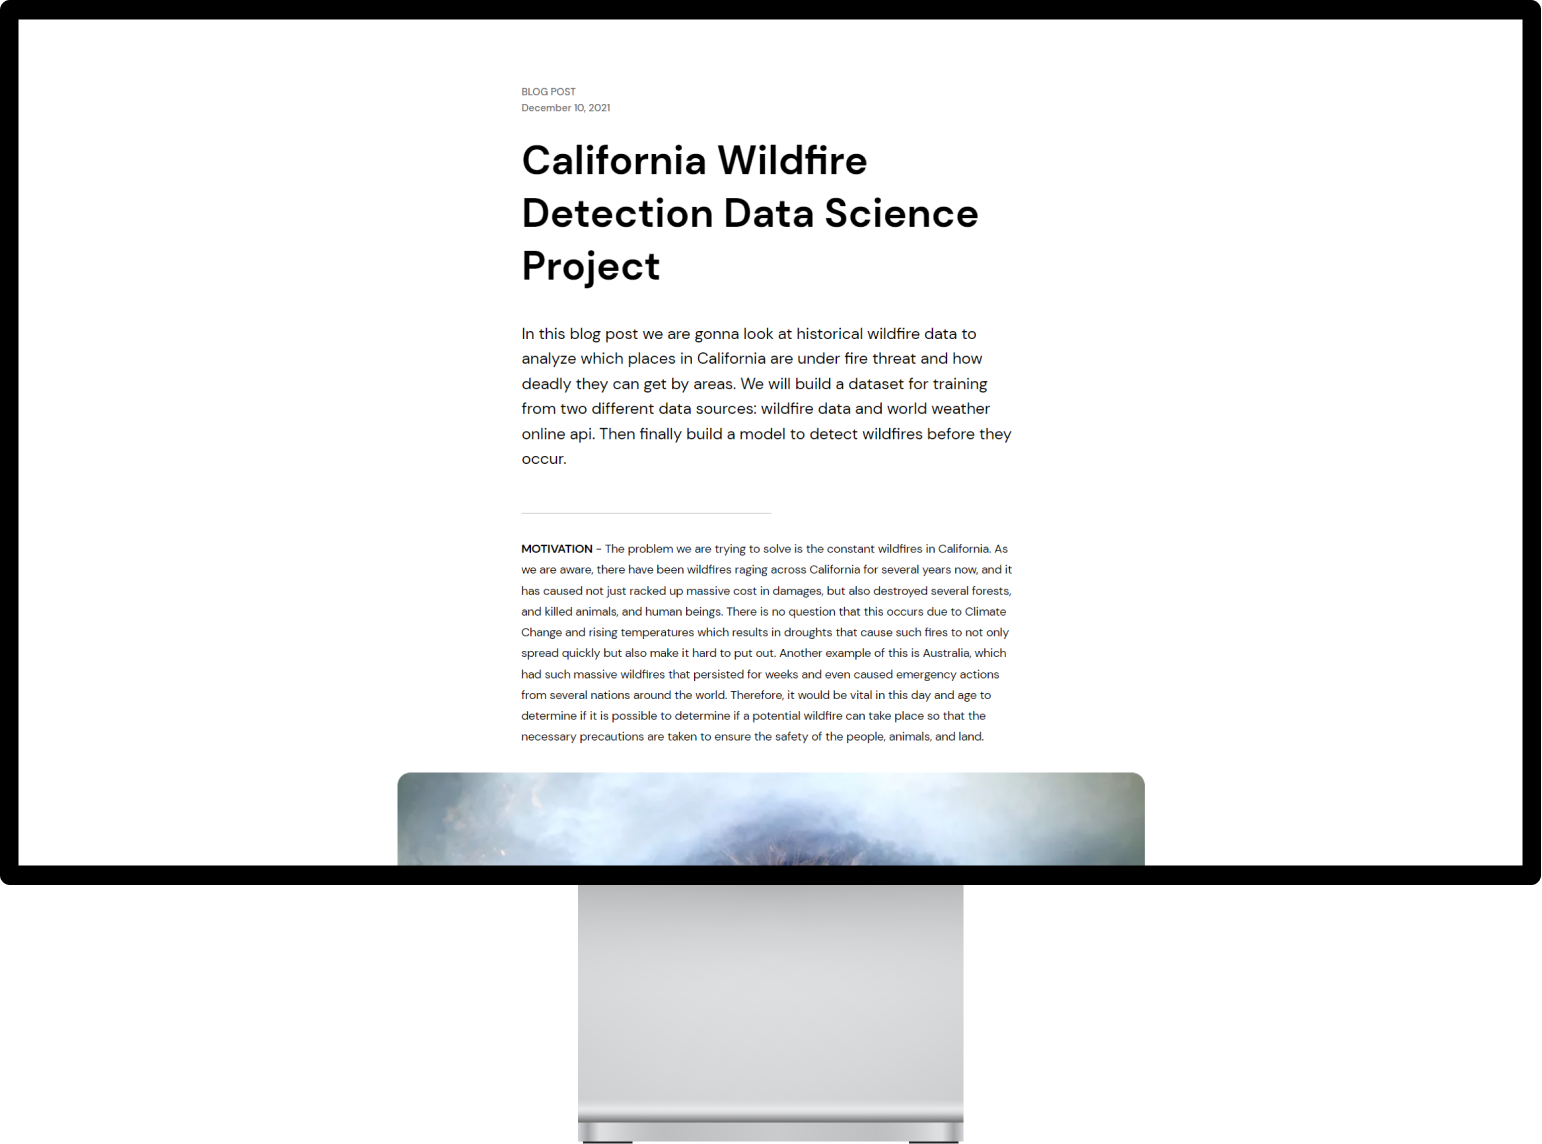 BLOG POST
December 10, 2021
California Wildfire
Detection Data Science
Project
In this blog post we are gonna look at historical wildfire data to
analyze which places in California are under fire threat and how
deadly they can get by areas. We will build a dataset for training
from two different data sources: wildfire data and world weather
online api. Then finally build a model to detect wildfires before they
occur.
MOTIVATION - The problem we are trying to solve is the constant wildfires in California. As
we are aware, there have been wildfires raging across California for several years now, and it
has caused not just racked up massive cost in damages, but also destroyed several forests,
and killed animals, and human beings. There is no question that this occurs due to Climate
Change and rising temperatures which results in droughts that cause such fires to not only
spread quickly but also make it hard to put out. Another example of this is Australia, which
had such massive wildfires that persisted for weeks and even caused emergency actions
from several nations around the world. Therefore, it would be vital in this day and age to
determine if it is possible to determine if a potential wildfire can take place so that the
necessary precautions are taken to ensure the safety of the people, animals, and land.